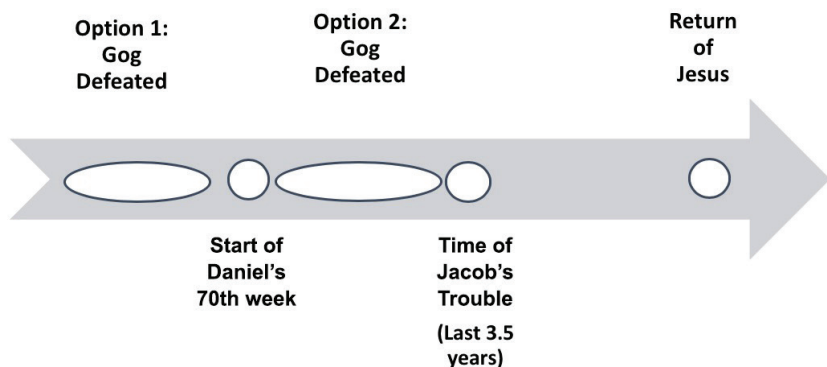 Option 1:
Gog
Defeated
Option 2:
Gog
Defeated
Return
of
Jesus
Start of
Daniel's
70th week
Time of
Jacob's
Trouble
(Last 3.5
years)